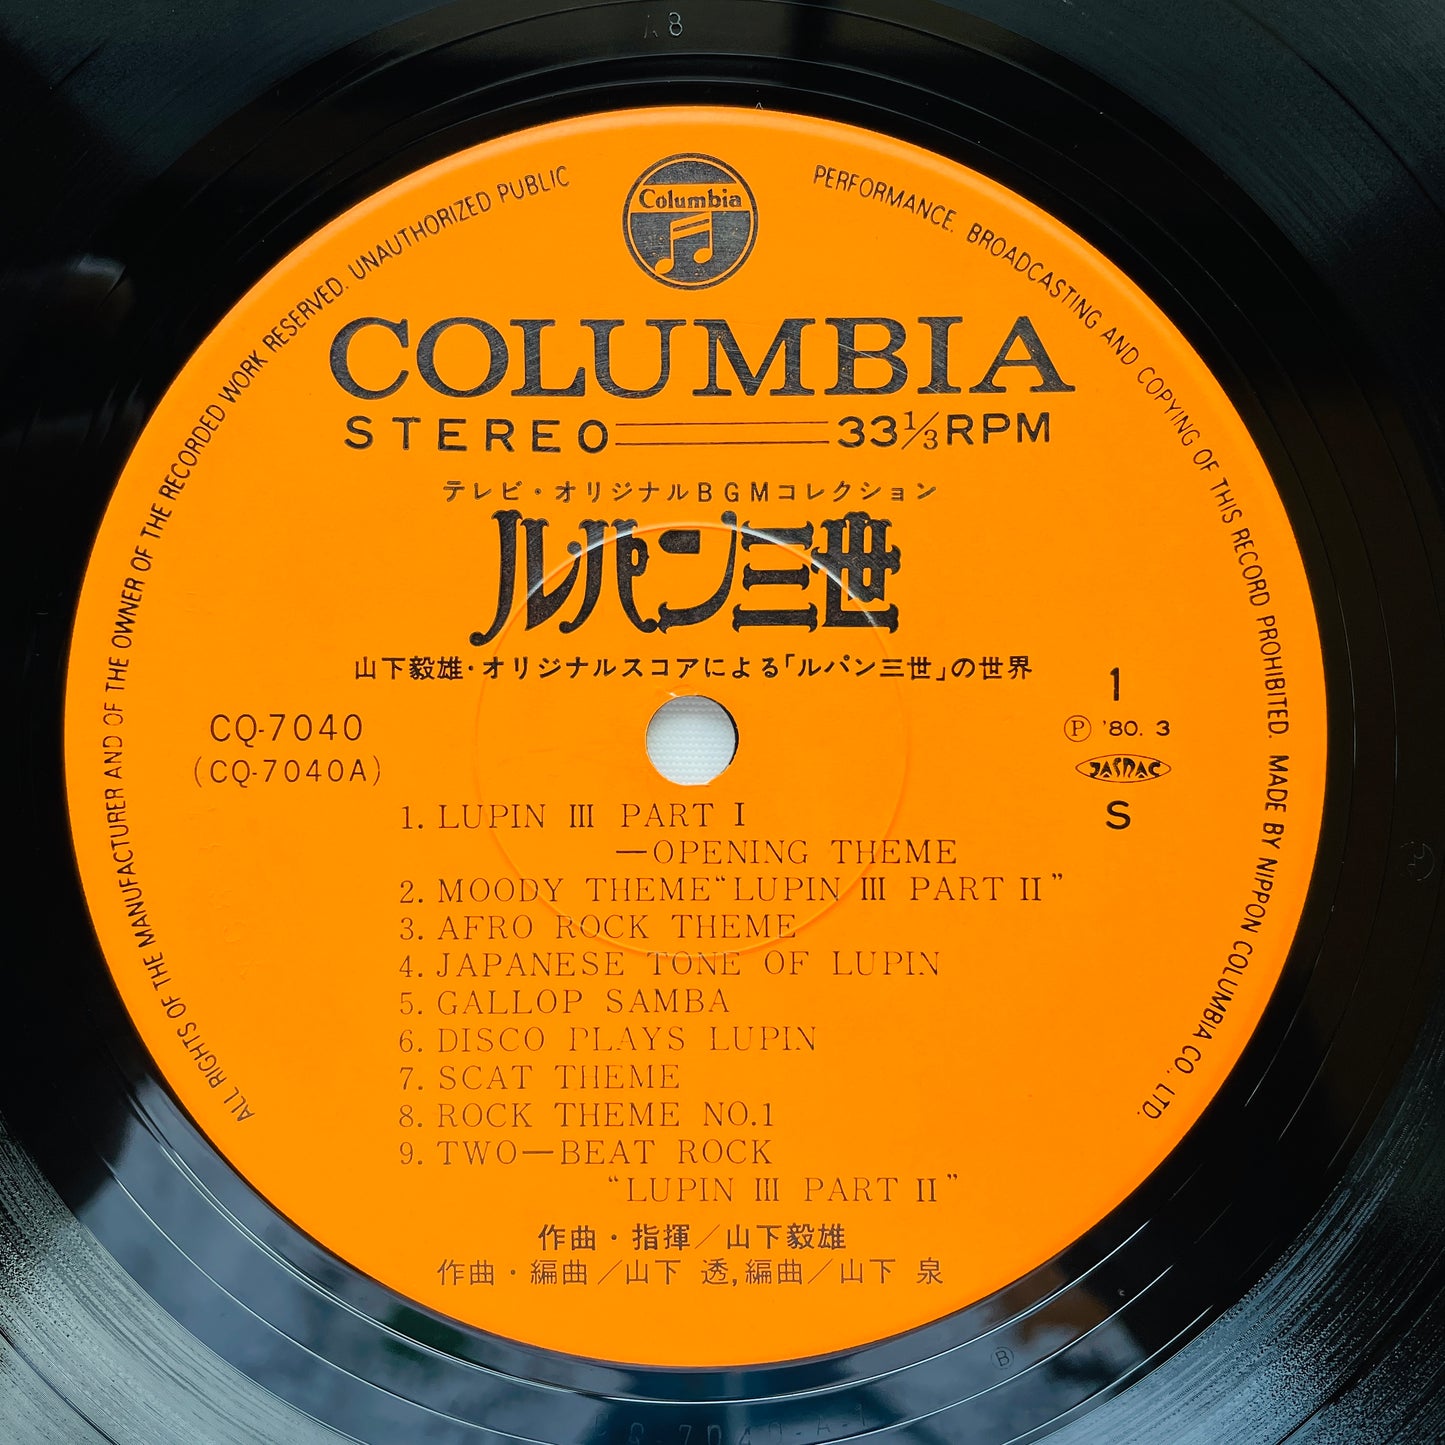 Columbia
COLUMBIA
STEREO 33 1/3 RPM
テレビ・オリジナルBGMコレクション
ルパン三世
山下毅雄・オリジナルスコアによる「ルパン三世」の世界
CQ-7040
(CQ-7040A)
1
Ⓟ '80. 3
JASRAC
S
1. LUPIN III PART I
—OPENING THEME
2. MOODY THEME “LUPIN III PART II”
3. AFRO ROCK THEME
4. JAPANESE TONE OF LUPIN
5. GALLOP SAMBA
6. DISCO PLAYS LUPIN
7. SCAT THEME
8. ROCK THEME NO.1
9. TWO—BEAT ROCK
“LUPIN III PART II”
作曲・指揮／山下毅雄
作曲・編曲／山下 透,編曲／山下 泉
ALL RIGHTS OF THE MANUFACTURER AND OF THE OWNER OF THE RECORDED WORK RESERVED. UNAUTHORIZED PUBLIC PERFORMANCE. BROADCASTING AND COPYING OF THIS RECORD PROHIBITED. MADE BY NIPPON COLUMBIA CO., LTD.
B